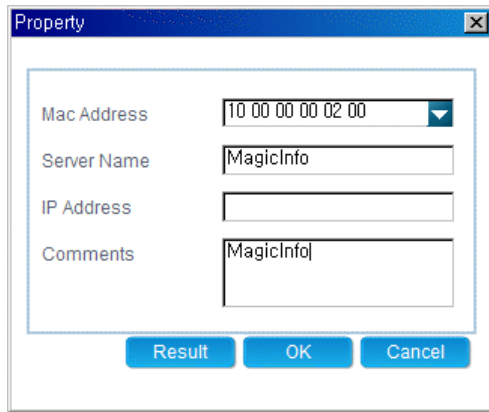 Property
Mac Address 10 00 00 00 02 00
Server Name MagicInfo
IP Address
Comments MagicInfo
Result OK Cancel